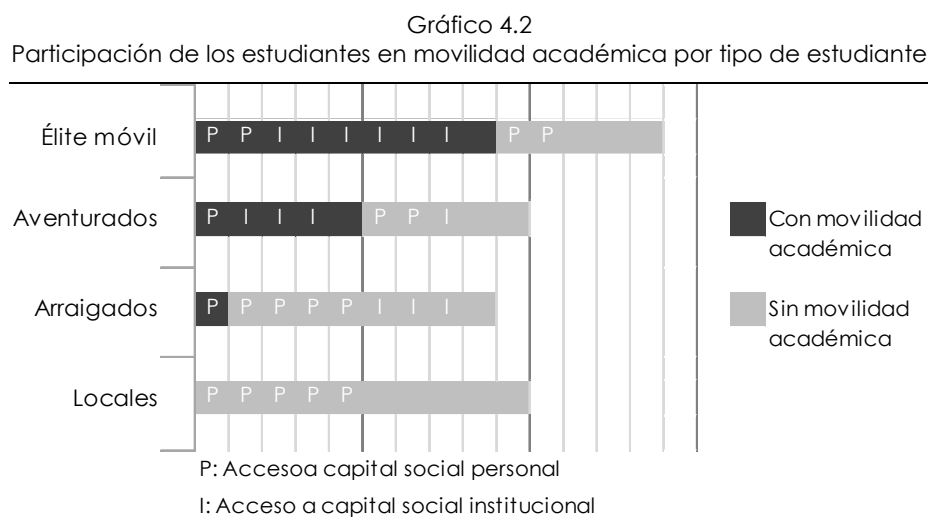 Gráfico 4.2
Participación de los estudiantes en movilidad académica por tipo de estudiante
Élite móvil
P P I I I I I I P P
Aventurados
P I I I P P I
Arraigados
P P P P P I I I
Locales
P P P P P
Con movilidad
académica
Sin movilidad
académica
P: Accesoa capital social personal
I: Acceso a capital social institucional